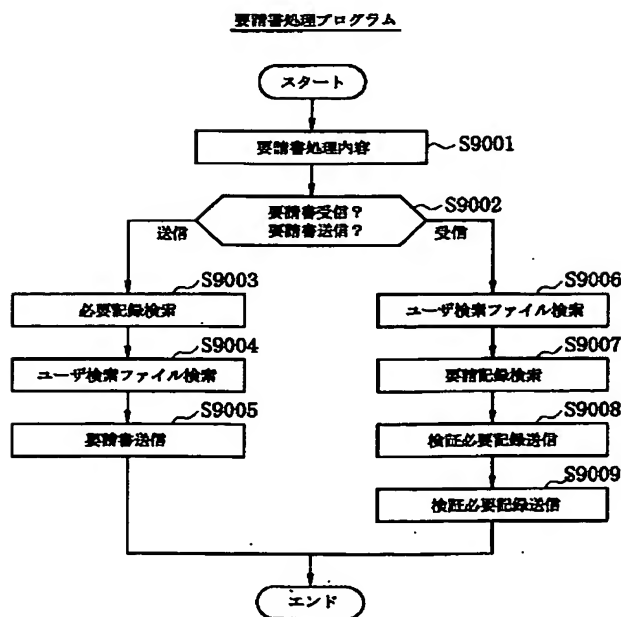 要請書処理プログラム
スタート
要請書処理内容
S9001
要請書受信?
要請書送信?
S9002
送信
受信
S9003
必要記録検索
S9004
ユーザ検索ファイル検索
S9005
要請書送信
S9006
ユーザ検索ファイル検索
S9007
要請記録検索
S9008
検証必要記録送信
S9009
検証必要記録送信
エンド